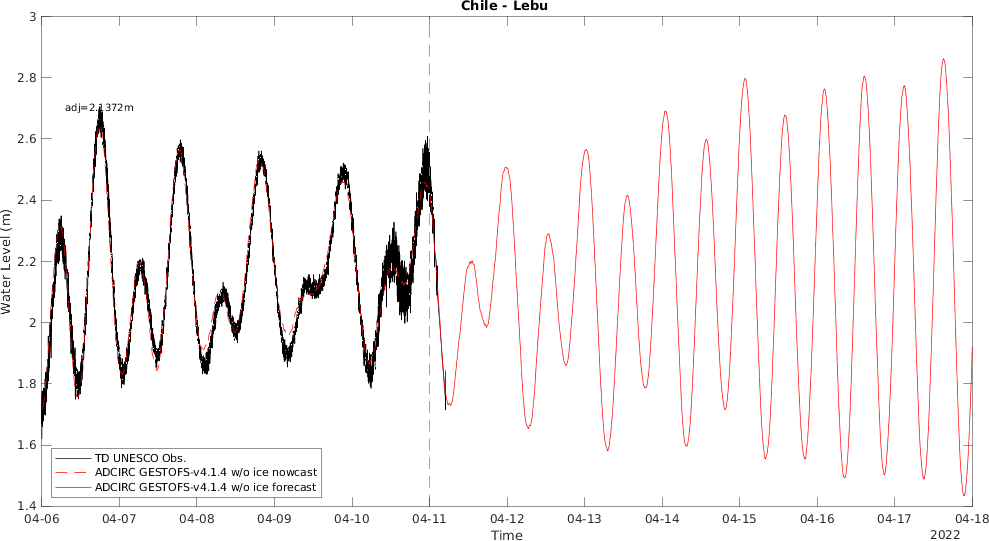 Chile - Lebu
3
2.8
2.6
2.4
2.2
2
1.8
1.6
1.4
Water Level (m)
adj=2.1372m
TD UNESCO Obs.
ADCIRC GESTOFS-v4.1.4 w/o ice nowcast
ADCIRC GESTOFS-v4.1.4 w/o ice forecast
04-06 04-07 04-08 04-09 04-10 04-11 04-12 04-13 04-14 04-15 04-16 04-17 04-18
Time
2022